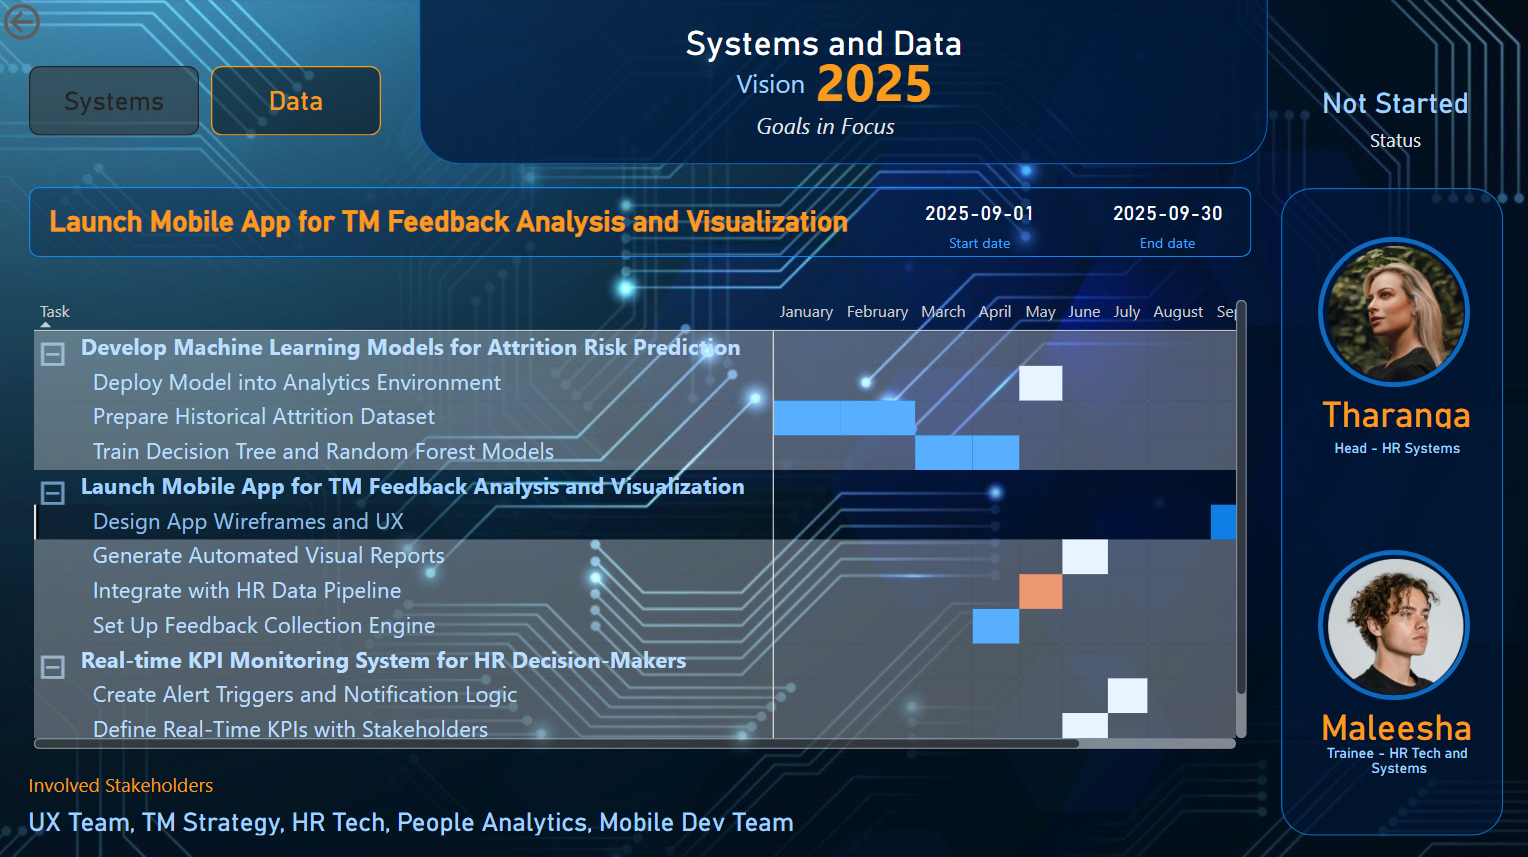 Systems
Data
Systems and Data
Vision 2025
Goals in Focus
Not Started
Status
Launch Mobile App for TM Feedback Analysis and Visualization
2025-09-01
Start date
2025-09-30
End date
Task
January February March April May June July August Sep
Develop Machine Learning Models for Attrition Risk Prediction
Deploy Model into Analytics Environment
Prepare Historical Attrition Dataset
Train Decision Tree and Random Forest Models
Launch Mobile App for TM Feedback Analysis and Visualization
Design App Wireframes and UX
Generate Automated Visual Reports
Integrate with HR Data Pipeline
Set Up Feedback Collection Engine
Real-time KPI Monitoring System for HR Decision-Makers
Create Alert Triggers and Notification Logic
Define Real-Time KPIs with Stakeholders
Tharanga
Head - HR Systems
Maleesha
Trainee - HR Tech and
Systems
Involved Stakeholders
UX Team, TM Strategy, HR Tech, People Analytics, Mobile Dev Team